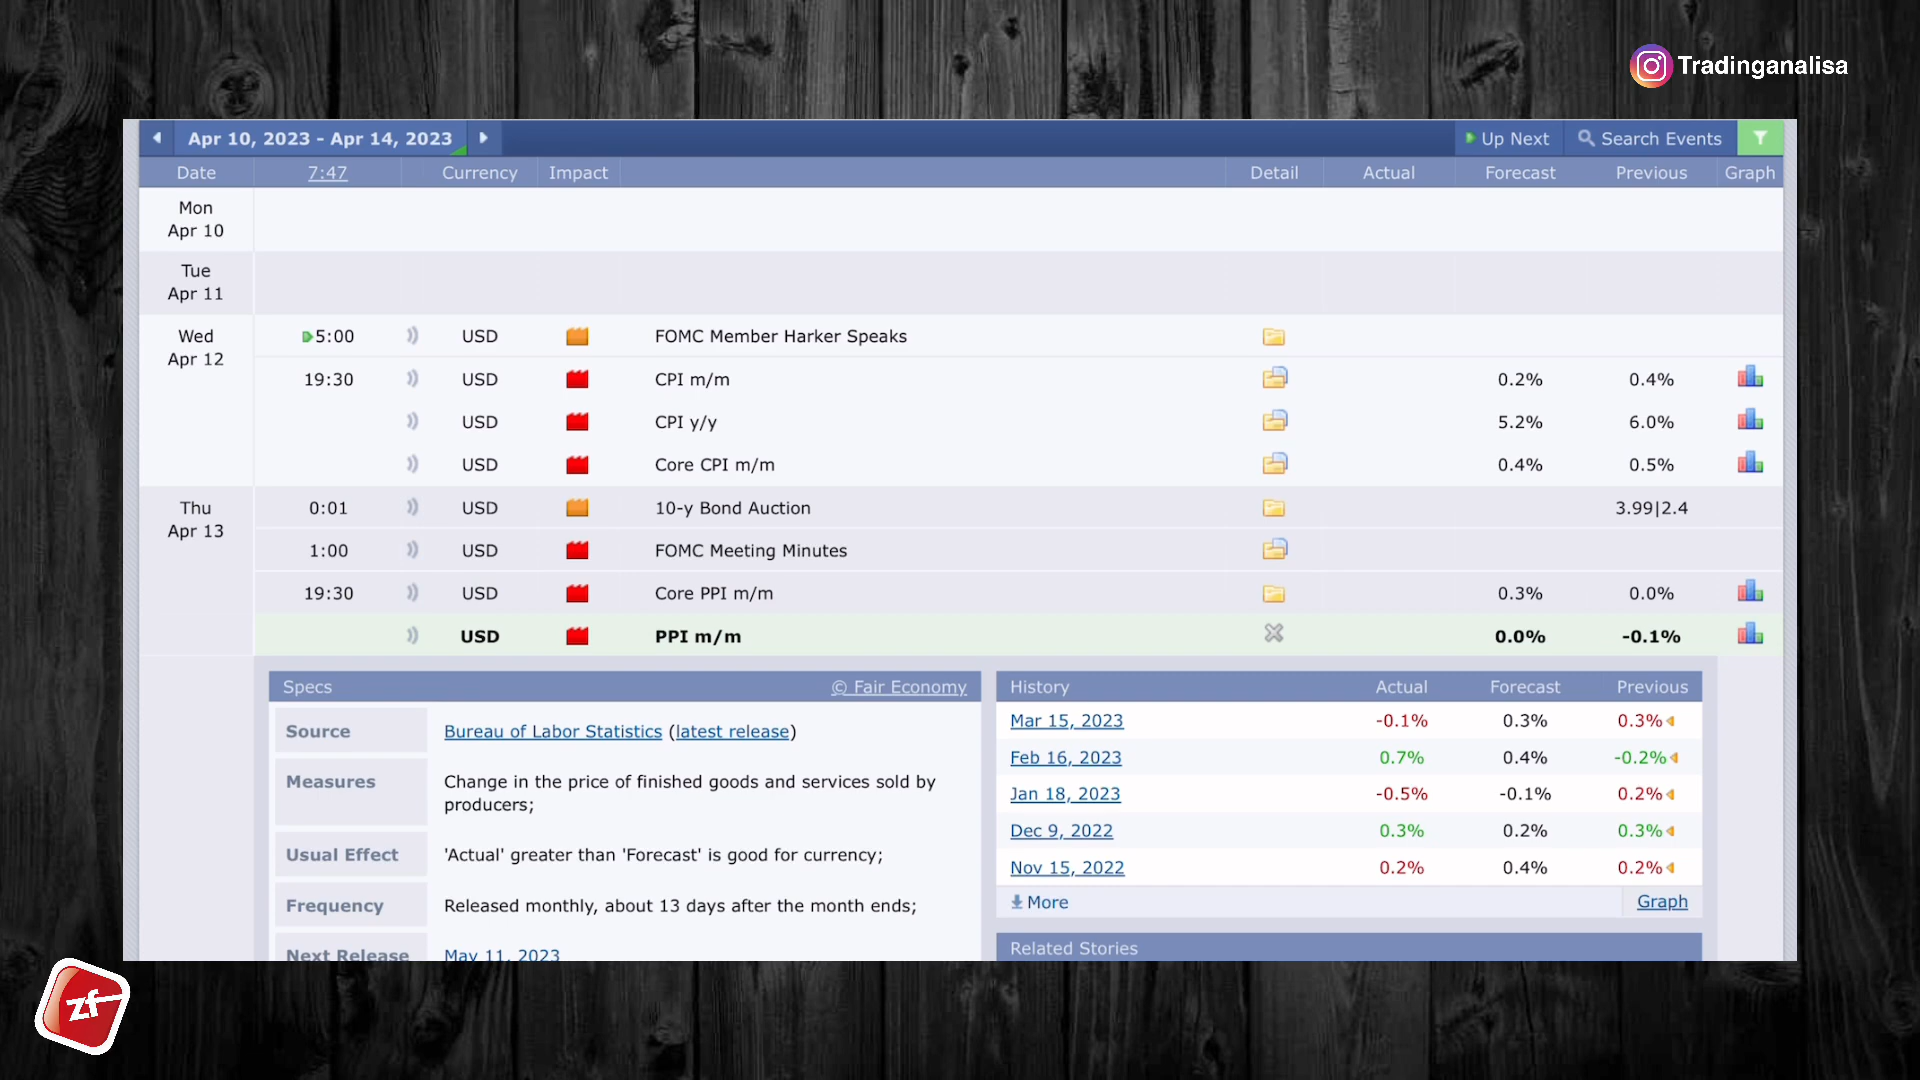 Tradinganalisa
Apr 10, 2023 - Apr 14, 2023 Up Next Search Events
Date 7:47 Currency Impact Detail Actual Forecast Previous Graph
Mon
Apr 10
Tue
Apr 11
Wed
Apr 12
5:00 USD FOMC Member Harker Speaks
19:30 USD CPI m/m 0.2% 0.4%
USD CPI y/y 5.2% 6.0%
USD Core CPI m/m 0.4% 0.5%
Thu
Apr 13
0:01 USD 10-y Bond Auction 3.99|2.4
1:00 USD FOMC Meeting Minutes
19:30 USD Core PPI m/m 0.3% 0.0%
USD PPI m/m 0.0% -0.1%
Specs © Fair Economy
Source Bureau of Labor Statistics (latest release)
Measures Change in the price of finished goods and services sold by
producers;
Usual Effect 'Actual' greater than 'Forecast' is good for currency;
Frequency Released monthly, about 13 days after the month ends;
Next Release May 11, 2023
History Actual Forecast Previous
Mar 15, 2023 -0.1% 0.3% 0.3%
Feb 16, 2023 0.7% 0.4% -0.2%
Jan 18, 2023 -0.5% -0.1% 0.2%
Dec 9, 2022 0.3% 0.2% 0.3%
Nov 15, 2022 0.2% 0.4% 0.2%
More Graph
Related Stories
zf